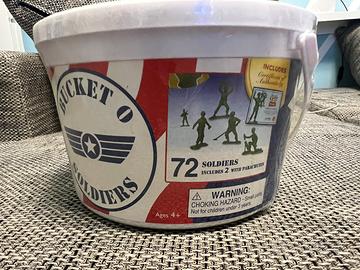 BUCKET O
SOLDIERS
INCLUDES
Certificate of
Authenticity
72 SOLDIERS
INCLUDES 2 WITH PARACHUTES
WARNING:
CHOKING HAZARD - Small parts
Not for children under 3 years
Ages 4+